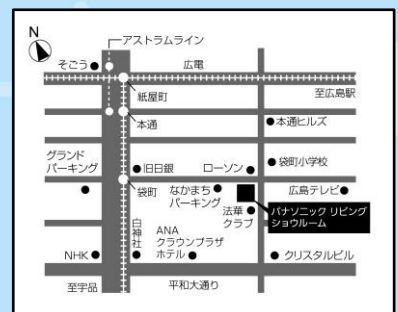 N
アストラムライン
そごう
広電
紙屋町
至広島駅
本通
本通ヒルズ
グランド
パーキング
旧日銀
ローソン
袋町小学校
袋町
なかまち
パーキング
広島テレビ
法華
クラブ
パナソニック リビング
ショウルーム
白神社
ANA
クラウンプラザ
ホテル
NHK
クリスタルビル
至宇品
平和大通り